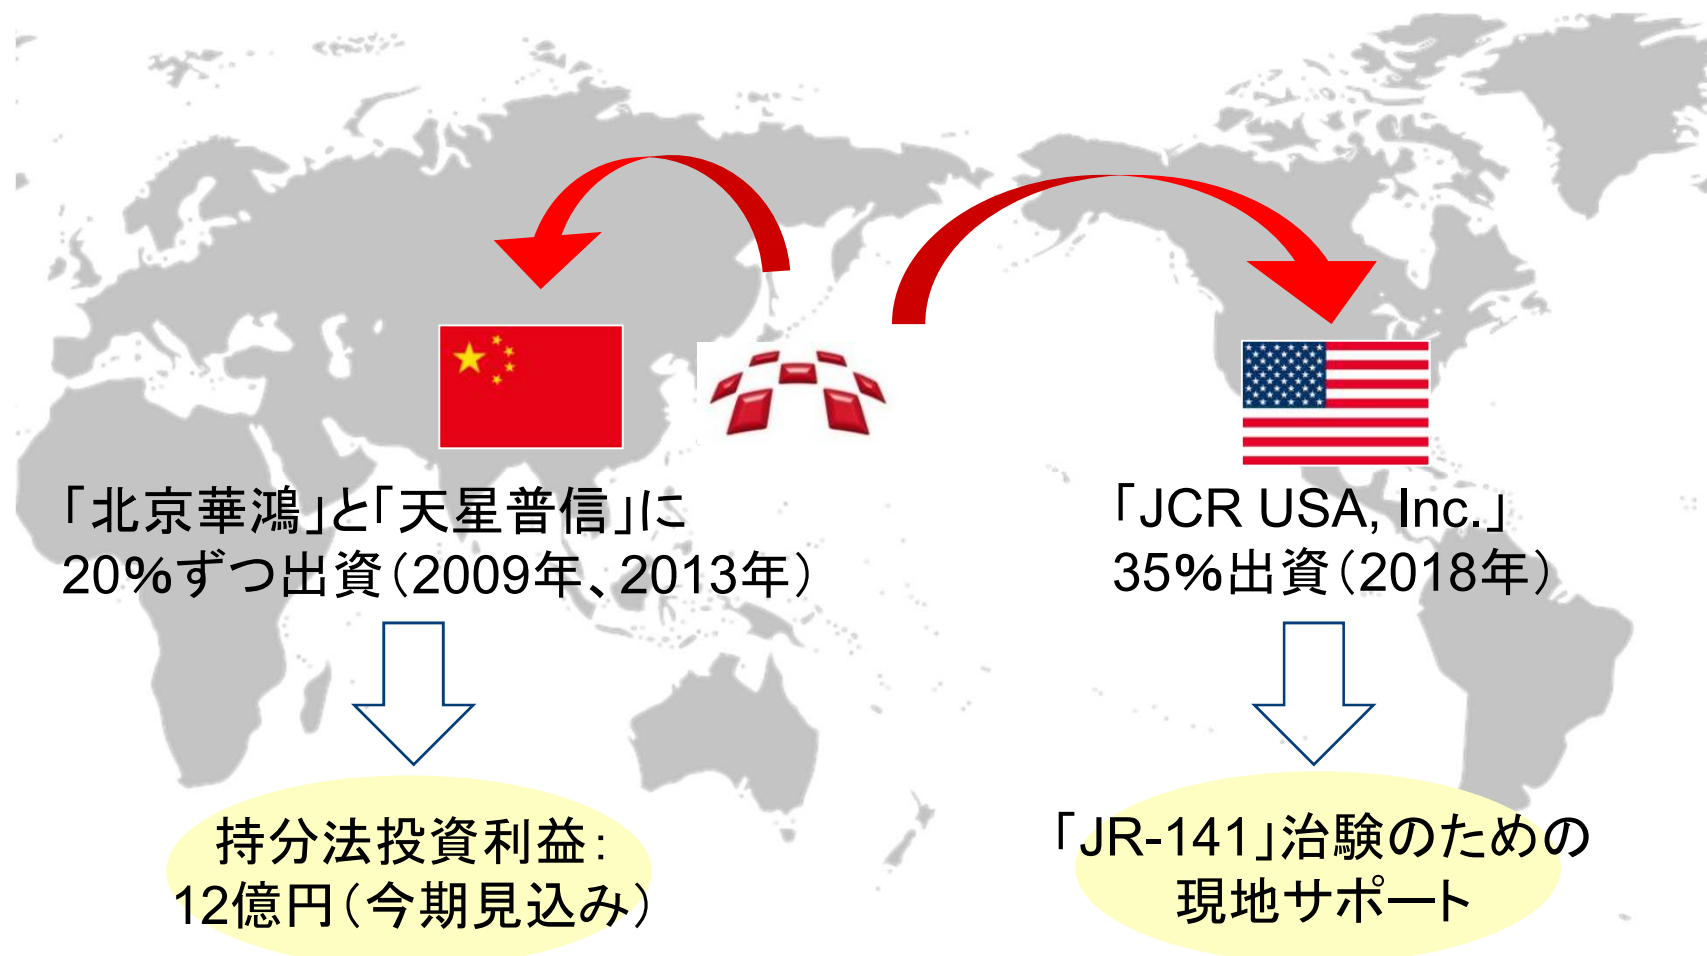 「北京華鴻」と「天星普信」に
20%ずつ出資(2009年、2013年)
持分法投資利益:
12億円(今期見込み)
「JCR USA, Inc.」
35%出資(2018年)
「JR-141」治験のための
現地サポート